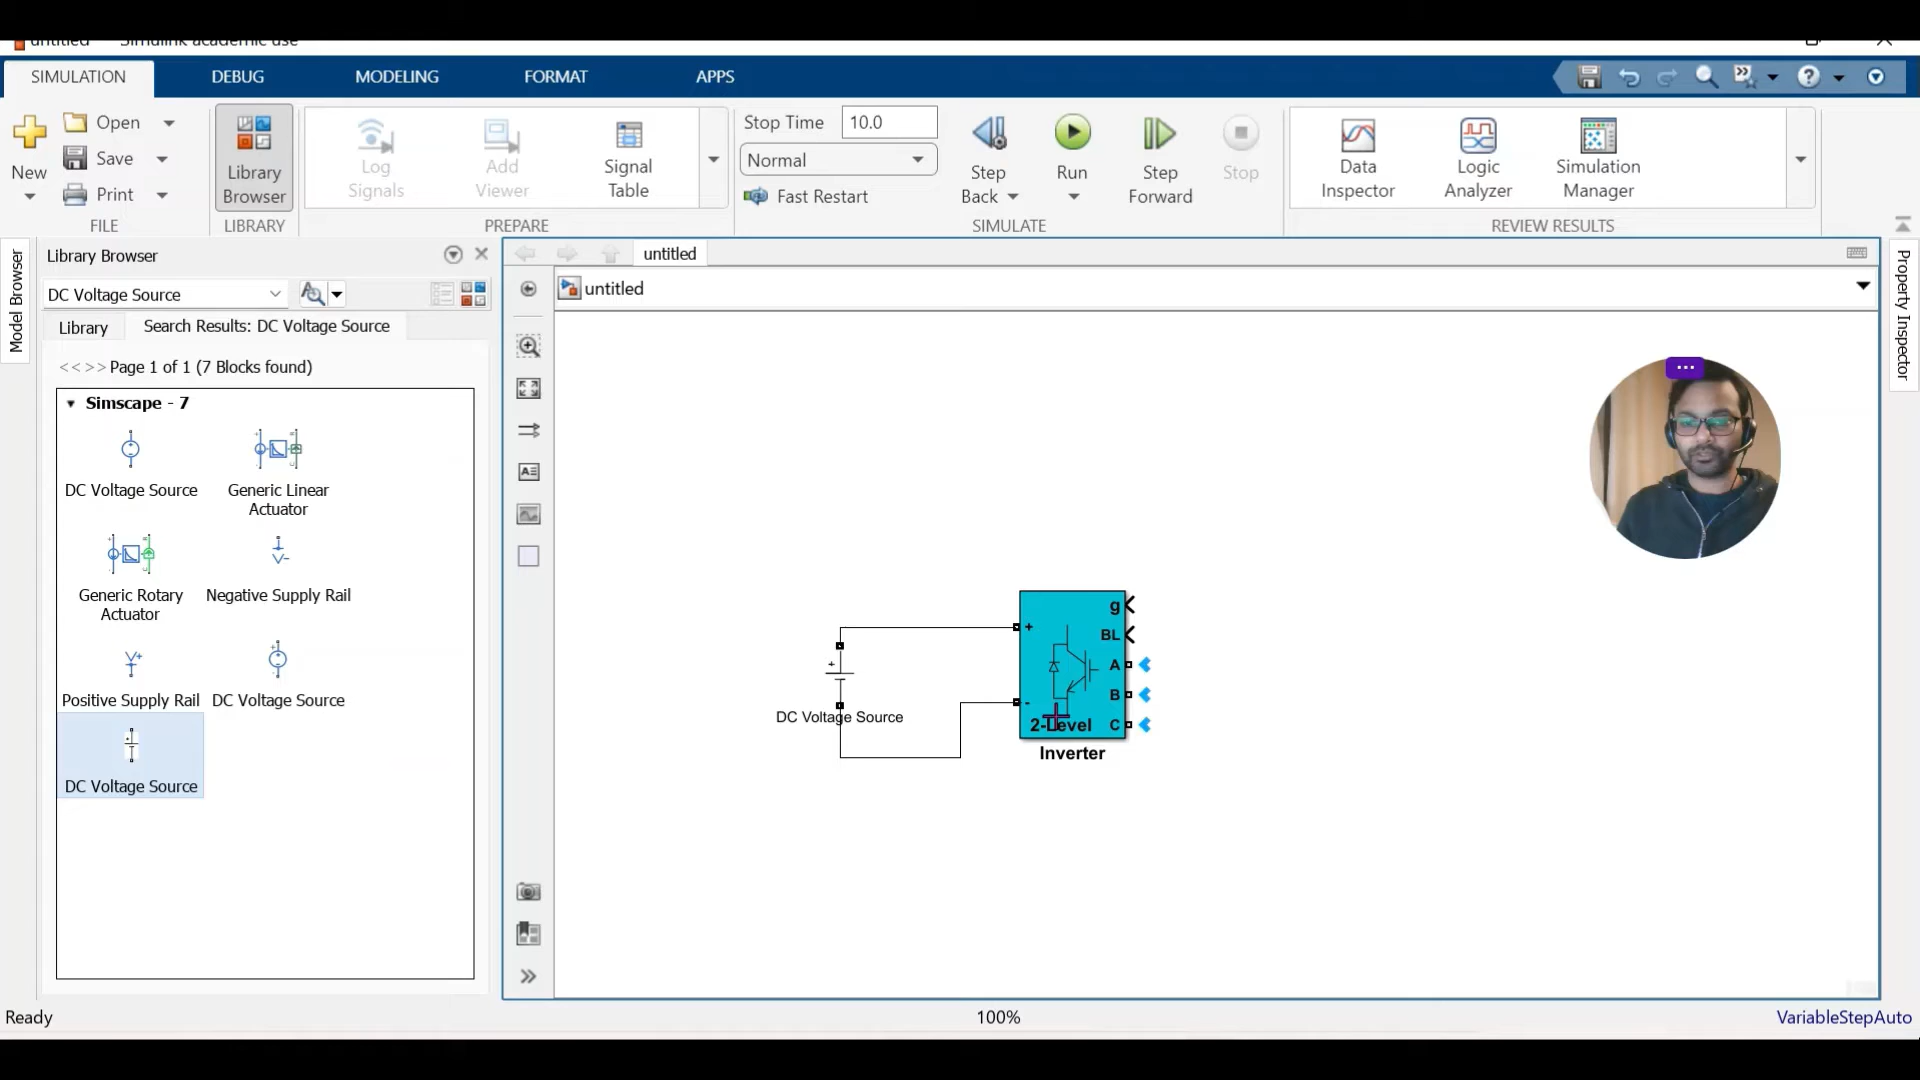 untitled Simulink academic use
SIMULATION DEBUG MODELING FORMAT APPS
New
Open
Save
Print
FILE
Library
Browser
LIBRARY
Log
Signals
Add
Viewer
Signal
Table
PREPARE
Stop Time 10.0
Normal
Fast Restart
Step
Back
Run
Step
Forward
Stop
SIMULATE
Data
Inspector
Logic
Analyzer
Simulation
Manager
REVIEW RESULTS
Model Browser
Library Browser
DC Voltage Source
Library Search Results: DC Voltage Source
<< >> Page 1 of 1 (7 Blocks found)
Simscape - 7
DC Voltage Source
Generic Linear
Actuator
Generic Rotary
Actuator
Negative Supply Rail
Positive Supply Rail
DC Voltage Source
DC Voltage Source
untitled
untitled
Property Inspector
DC Voltage Source
+
-
g
BL
A
B
C
2-Level
Inverter
Ready
100%
VariableStepAuto